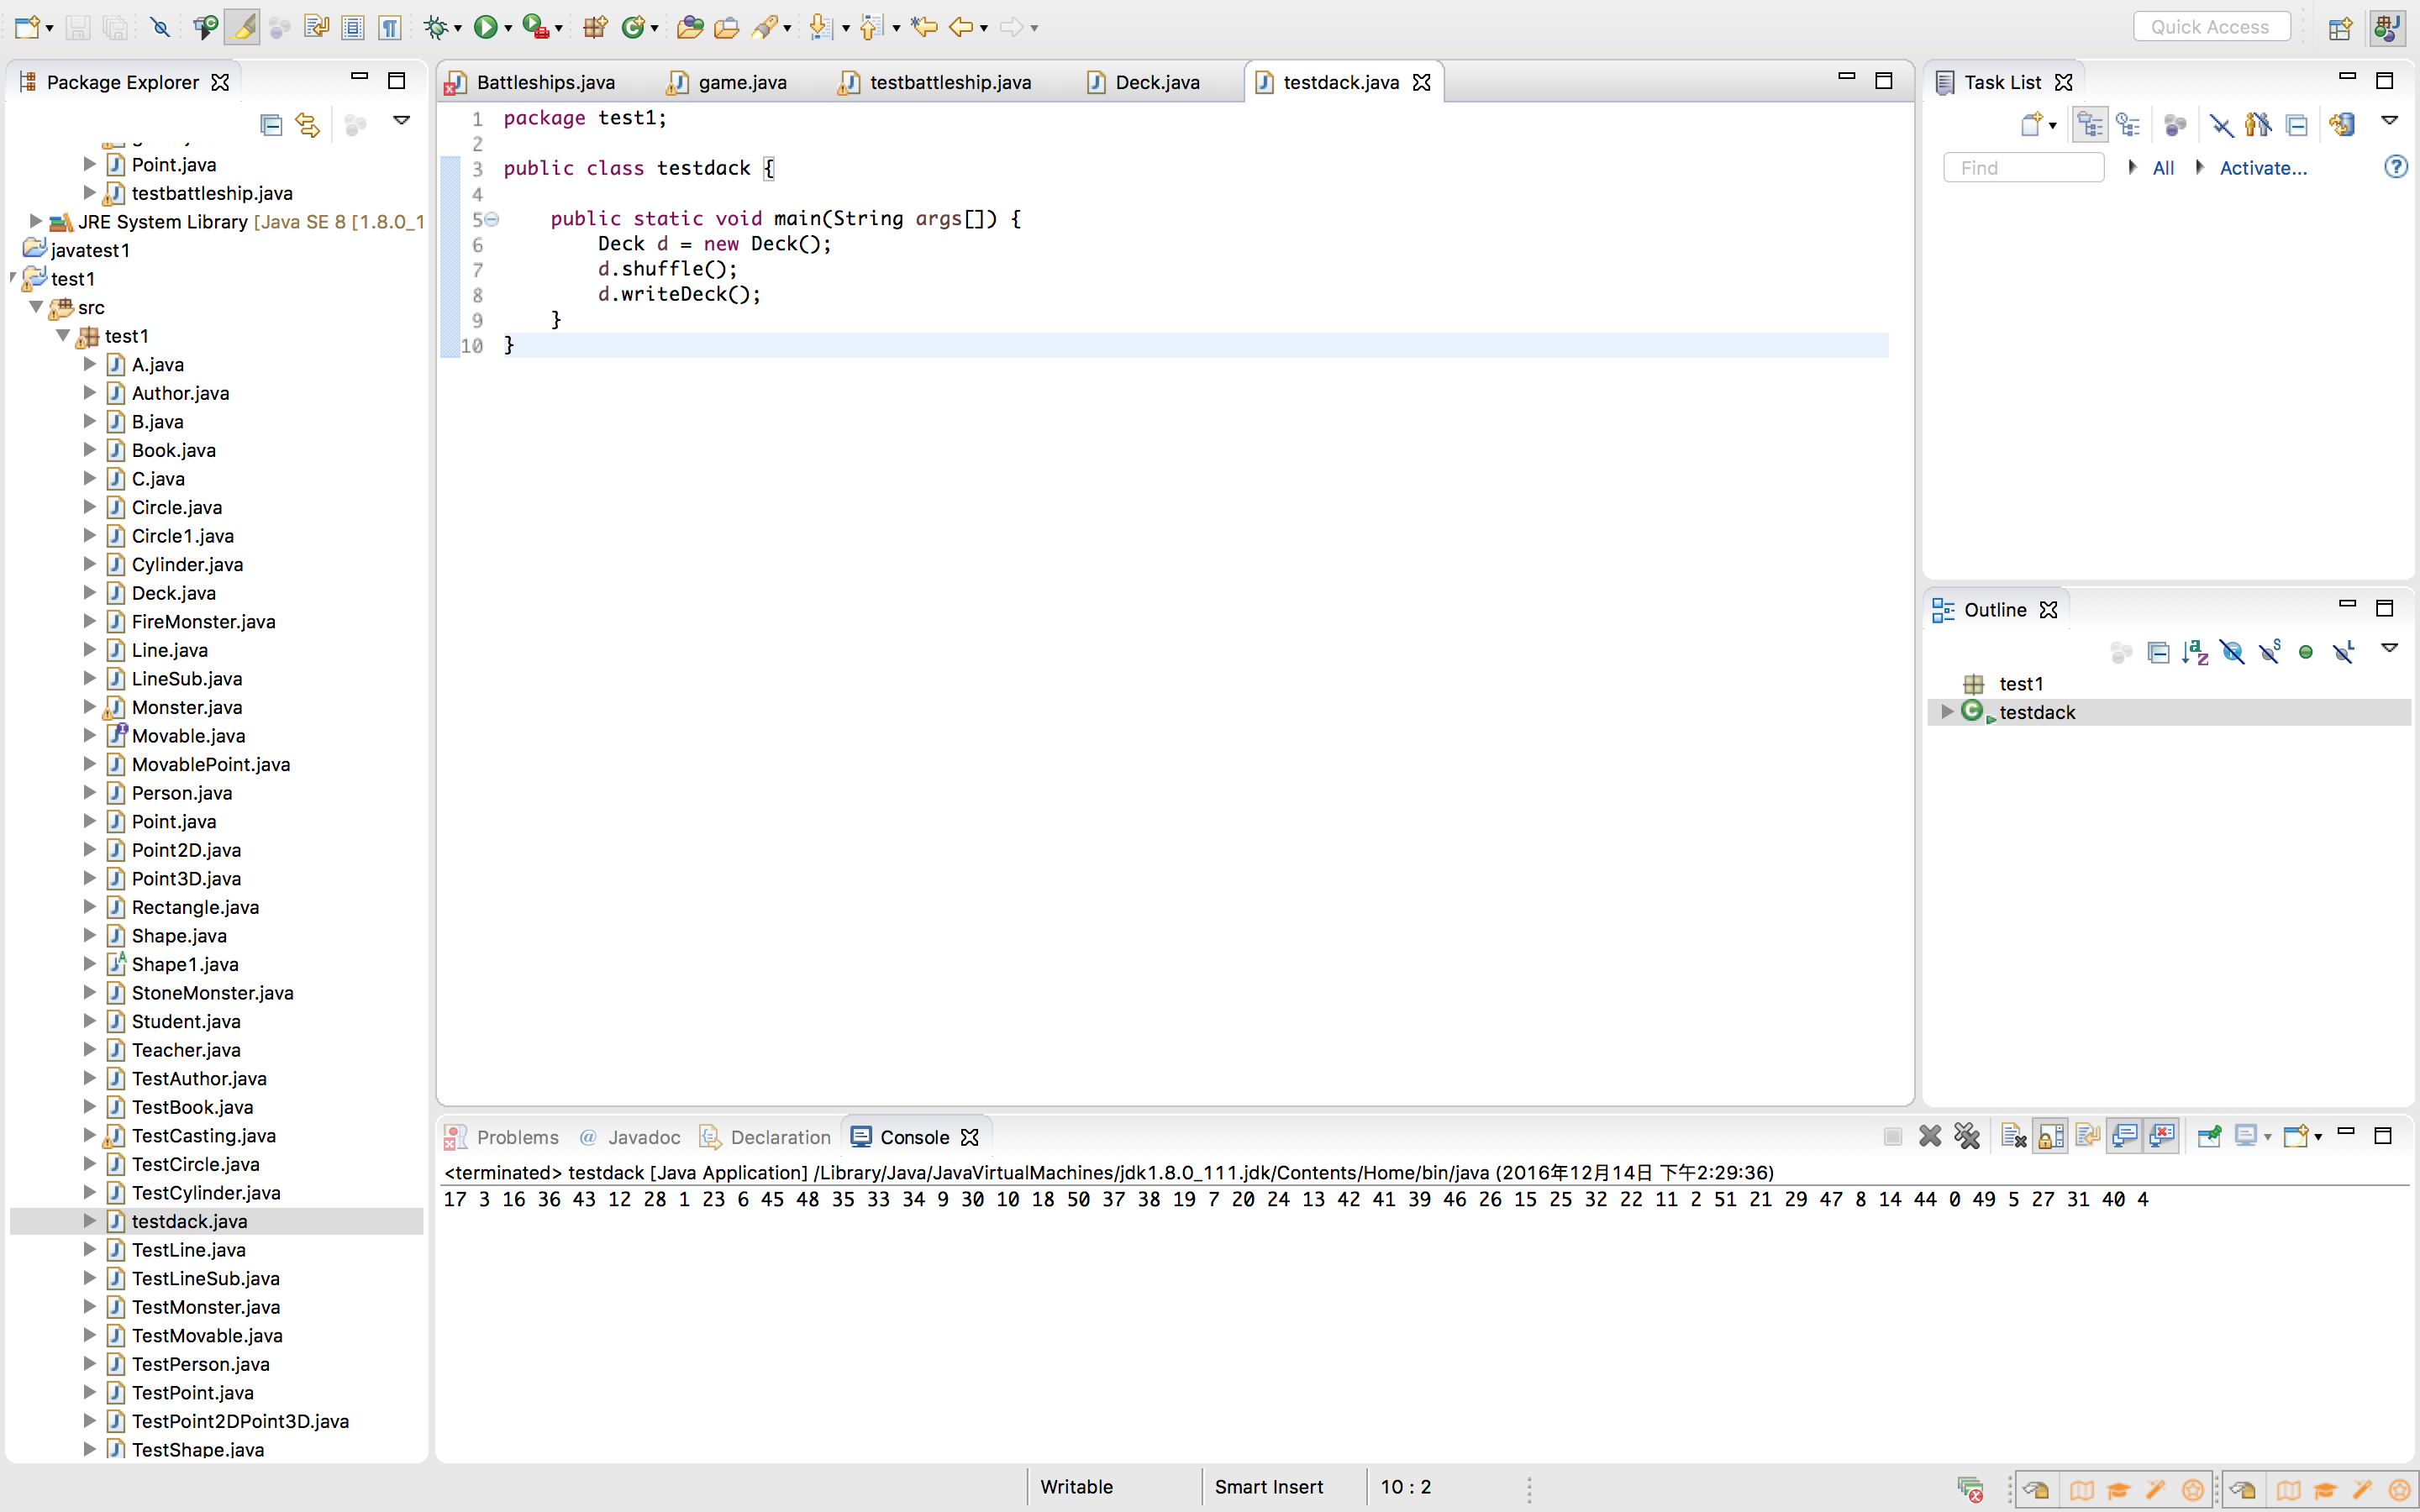 Quick Access
Package Explorer
Point.java
testbattleship.java
JRE System Library [Java SE 8 [1.8.0_1
javatest1
test1
src
test1
A.java
Author.java
B.java
Book.java
C.java
Circle.java
Circle1.java
Cylinder.java
Deck.java
FireMonster.java
Line.java
LineSub.java
Monster.java
Movable.java
MovablePoint.java
Person.java
Point.java
Point2D.java
Point3D.java
Rectangle.java
Shape.java
Shape1.java
StoneMonster.java
Student.java
Teacher.java
TestAuthor.java
TestBook.java
TestCasting.java
TestCircle.java
TestCylinder.java
testdack.java
TestLine.java
TestLineSub.java
TestMonster.java
TestMovable.java
TestPerson.java
TestPoint.java
TestPoint2DPoint3D.java
TestShape.java
Battleships.java game.java testbattleship.java Deck.java testdack.java
1 package test1;
2
3 public class testdack {
4
5 public static void main(String args[]) {
6 Deck d = new Deck();
7 d.shuffle();
8 d.writeDeck();
9 }
10 }
Task List
Find All Activate...
Outline
test1
testdack
Problems @ Javadoc Declaration Console
<terminated> testdack [Java Application] /Library/Java/JavaVirtualMachines/jdk1.8.0_111.jdk/Contents/Home/bin/java (2016年12月14日 下午2:29:36)
17 3 16 36 43 12 28 1 23 6 45 48 35 33 34 9 30 10 18 50 37 38 19 7 20 24 13 42 41 39 46 26 15 25 32 22 11 2 51 21 29 47 8 14 44 0 49 5 27 31 40 4
Writable Smart Insert 10 : 2